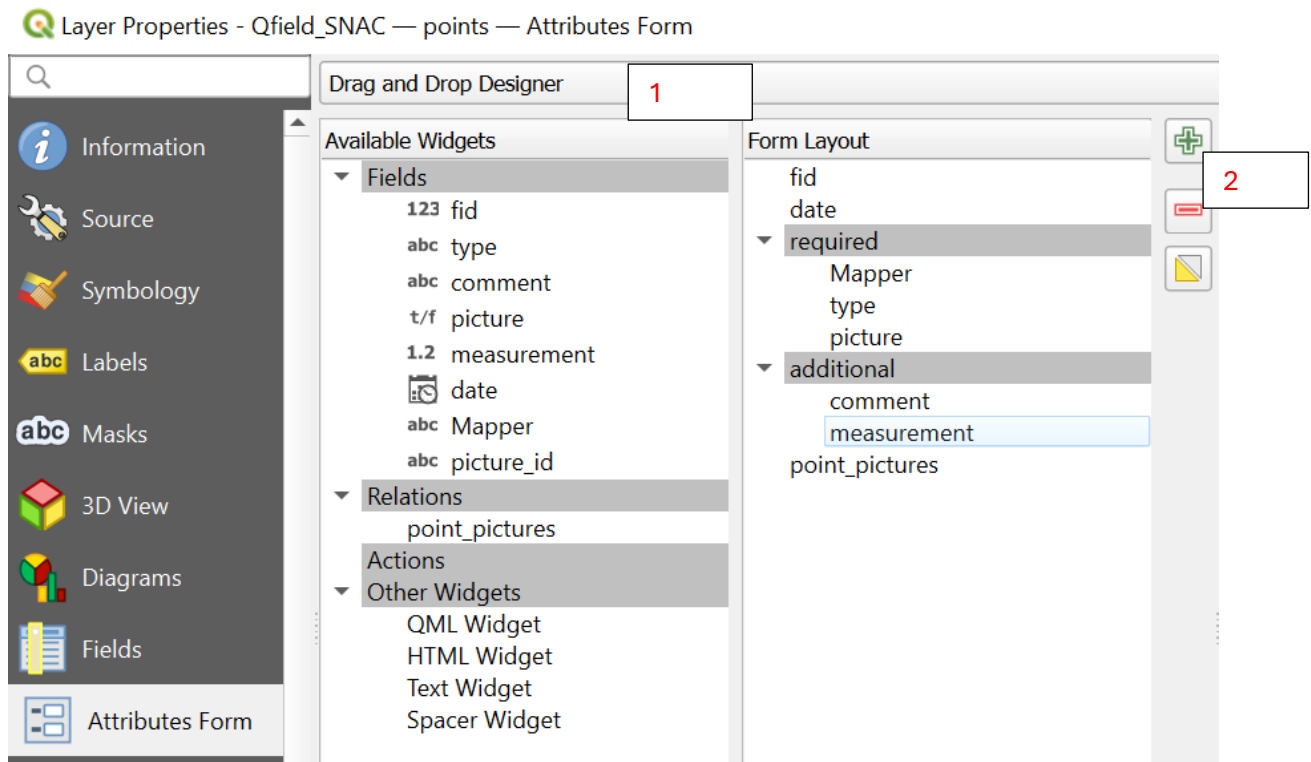 Layer Properties - Qfield_SNAC — points — Attributes Form
Drag and Drop Designer
1
Information
Source
Symbology
abc
Labels
abc
Masks
3D View
Diagrams
Fields
Attributes Form
Available Widgets
Fields
123 fid
abc type
abc comment
t/f picture
1.2 measurement
date
abc Mapper
abc picture_id
Relations
point_pictures
Actions
Other Widgets
QML Widget
HTML Widget
Text Widget
Spacer Widget
Form Layout
fid
date
required
Mapper
type
picture
additional
comment
measurement
point_pictures
2